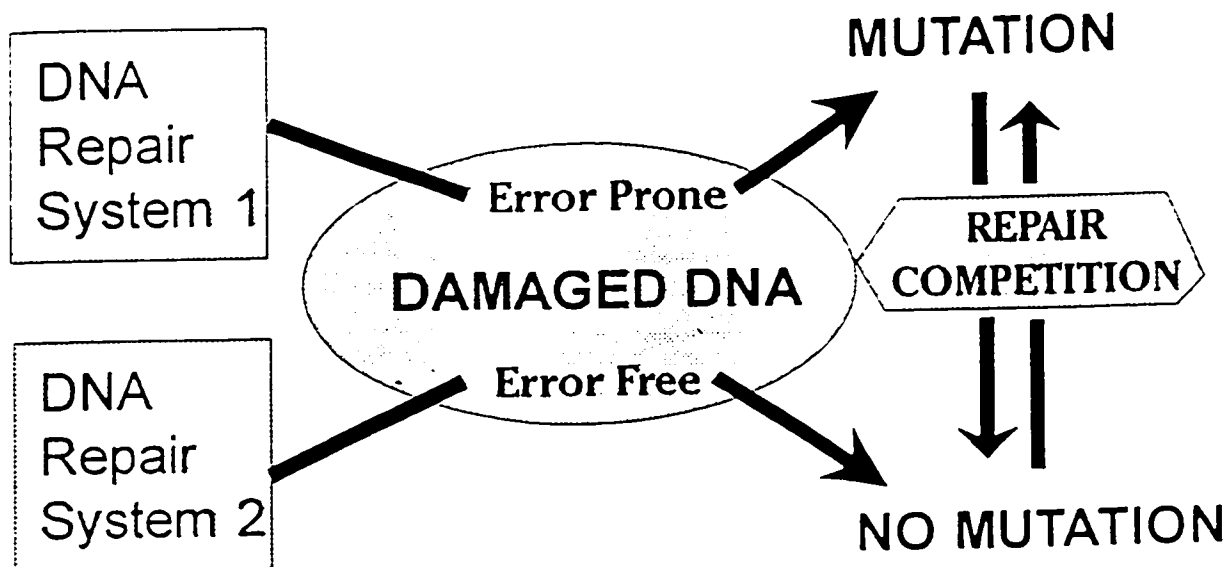 DNA
Repair
System 1
Error Prone
DAMAGED DNA
Error Free
DNA
Repair
System 2
MUTATION
REPAIR
COMPETITION
NO MUTATION